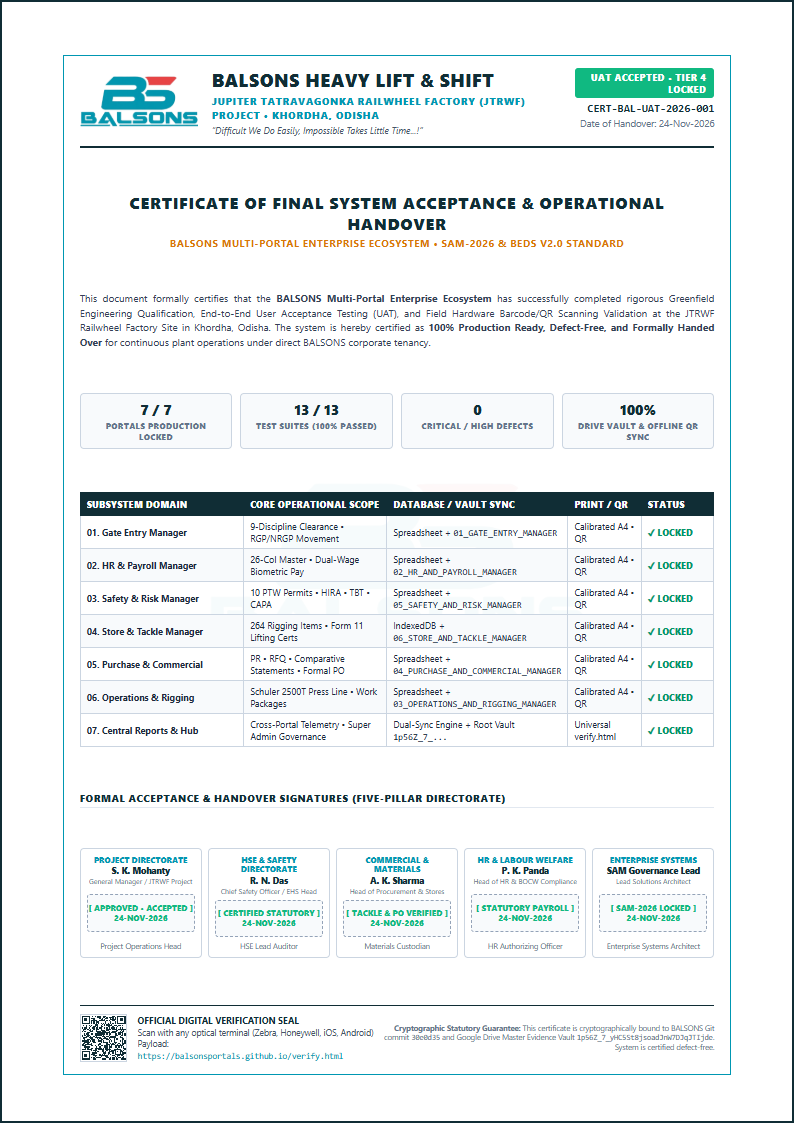 BALSONS
BALSONS HEAVY LIFT & SHIFT
JUPITER TATRAVAGONKA RAILWHEEL FACTORY (JTRWF)
PROJECT • KHORDHA, ODISHA
"Difficult We Do Easily, Impossible Takes Little Time...!"
UAT ACCEPTED - TIER 4
LOCKED
CERT-BAL-UAT-2026-001
Date of Handover: 24-Nov-2026
CERTIFICATE OF FINAL SYSTEM ACCEPTANCE & OPERATIONAL
HANDOVER
BALSONS MULTI-PORTAL ENTERPRISE ECOSYSTEM • SAM-2026 & BEDS V2.0 STANDARD
This document formally certifies that the BALSONS Multi-Portal Enterprise Ecosystem has successfully completed rigorous Greenfield
Engineering Qualification, End-to-End User Acceptance Testing (UAT), and Field Hardware Barcode/QR Scanning Validation at the JTRWF
Railwheel Factory Site in Khordha, Odisha. The system is hereby certified as 100% Production Ready, Defect-Free, and Formally Handed
Over for continuous plant operations under direct BALSONS corporate tenancy.
7 / 7
PORTALS PRODUCTION
LOCKED
13 / 13
TEST SUITES (100% PASSED)
0
CRITICAL / HIGH DEFECTS
100%
DRIVE VAULT & OFFLINE QR
SYNC
SUBSYSTEM DOMAIN CORE OPERATIONAL SCOPE DATABASE / VAULT SYNC PRINT / QR STATUS
01. Gate Entry Manager
9-Discipline Clearance •
RGP/NRGP Movement
Spreadsheet + 01_GATE_ENTRY_MANAGER
Calibrated A4 •
QR
✓ LOCKED
02. HR & Payroll Manager
26-Col Master • Dual-Wage
Biometric Pay
Spreadsheet +
02_HR_AND_PAYROLL_MANAGER
Calibrated A4 •
QR
✓ LOCKED
03. Safety & Risk Manager
10 PTW Permits • HIRA • TBT •
CAPA
Spreadsheet +
05_SAFETY_AND_RISK_MANAGER
Calibrated A4 •
QR
✓ LOCKED
04. Store & Tackle Manager
264 Rigging Items • Form 11
Lifting Certs
IndexedDB +
06_STORE_AND_TACKLE_MANAGER
Calibrated A4 •
QR
✓ LOCKED
05. Purchase & Commercial
PR • RFQ • Comparative
Statements • Formal PO
Spreadsheet +
04_PURCHASE_AND_COMMERCIAL_MANAGER
Calibrated A4 •
QR
✓ LOCKED
06. Operations & Rigging
Schuler 2500T Press Line • Work
Packages
Spreadsheet +
03_OPERATIONS_AND_RIGGING_MANAGER
Calibrated A4 •
QR
✓ LOCKED
07. Central Reports & Hub
Cross-Portal Telemetry • Super
Admin Governance
Dual-Sync Engine + Root Vault
1p56Z_7_...
Universal
verify.html
✓ LOCKED
FORMAL ACCEPTANCE & HANDOVER SIGNATURES (FIVE-PILLAR DIRECTORATE)
PROJECT DIRECTORATE
S. K. Mohanty
General Manager / JTRWF Project
[ APPROVED - ACCEPTED ]
24-NOV-2026
Project Operations Head
HSE & SAFETY
DIRECTORATE
R. N. Das
Chief Safety Officer / EHS Head
[ CERTIFIED STATUTORY ]
24-NOV-2026
HSE Lead Auditor
COMMERCIAL &
MATERIALS
A. K. Sharma
Head of Procurement & Stores
[ TACKLE & PO VERIFIED ]
24-NOV-2026
Materials Custodian
HR & LABOUR WELFARE
P. K. Panda
Head of HR & BOCW Compliance
[ STATUTORY PAYROLL ]
24-NOV-2026
HR Authorizing Officer
ENTERPRISE SYSTEMS
SAM Governance Lead
Lead Solutions Architect
[ SAM-2026 LOCKED ]
24-NOV-2026
Enterprise Systems Architect
OFFICIAL DIGITAL VERIFICATION SEAL
Scan with any optical terminal (Zebra, Honeywell, iOS, Android)
Payload:
https://balsonsportals.github.io/verify.html
Cryptographic Statutory Guarantee: This certificate is cryptographically bound to BALSONS Git
commit 30e0d35 and Google Drive Master Evidence Vault
System is certified defect-free.